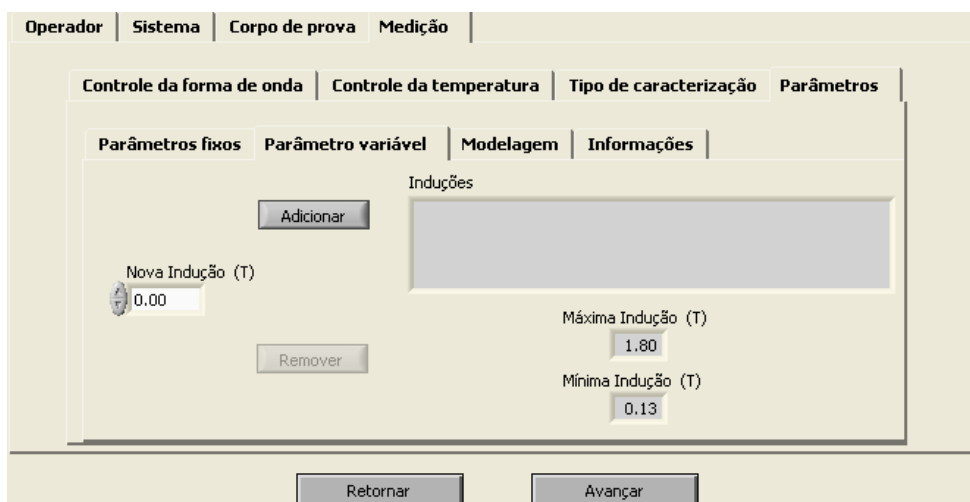 Operador Sistema Corpo de prova Medição
Controle da forma de onda Controle da temperatura Tipo de caracterização Parâmetros
Parâmetros fixos Parâmetro variável Modelagem Informações
Induções
Adicionar
Nova Indução (T)
0.00
Máxima Indução (T)
1.80
Remover
Mínima Indução (T)
0.13
Retornar Avançar